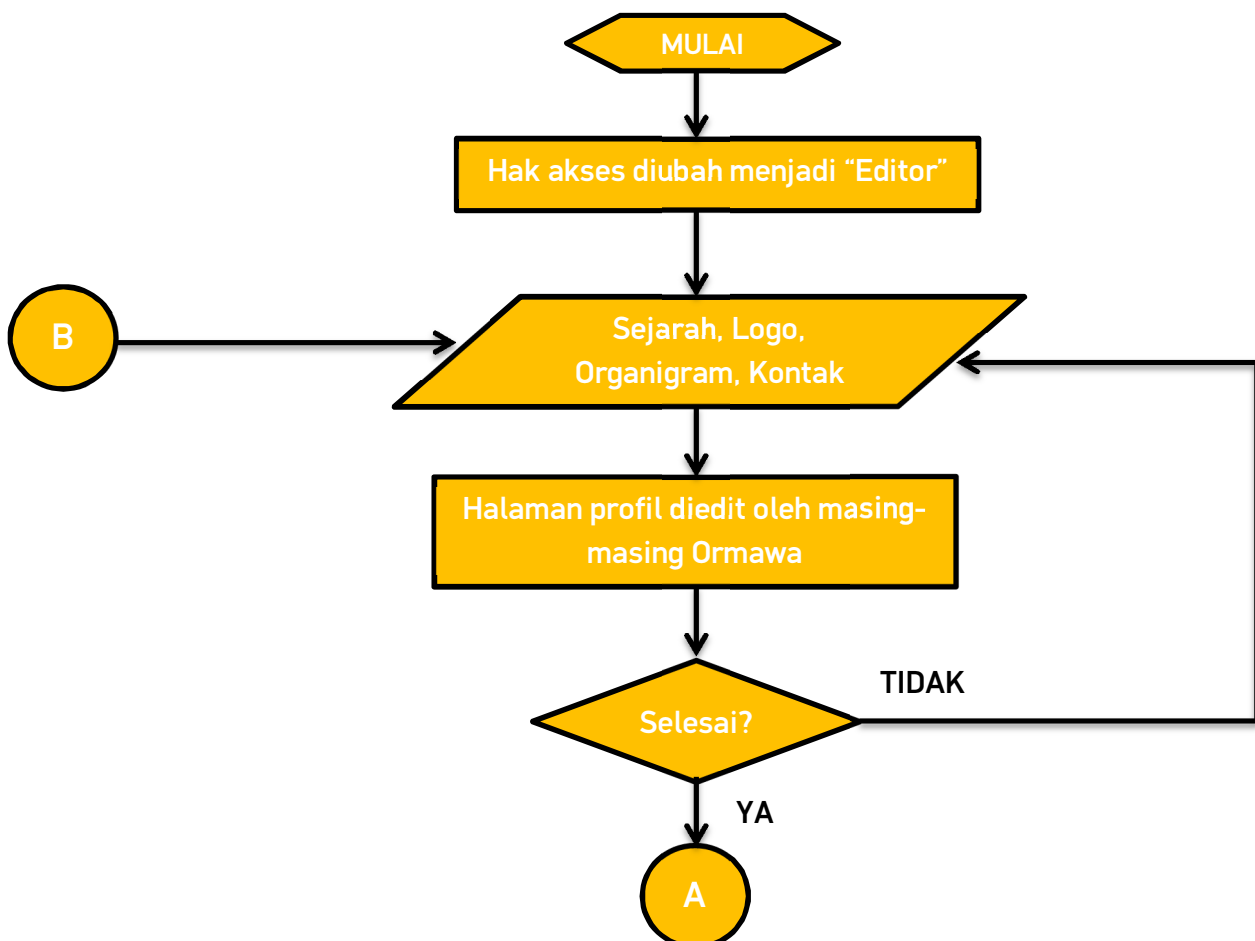 MULAI
Hak akses diubah menjadi “Editor”
B
Sejarah, Logo,
Organigram, Kontak
Halaman profil diedit oleh masing-
masing Ormawa
TIDAK
Selesai?
YA
A